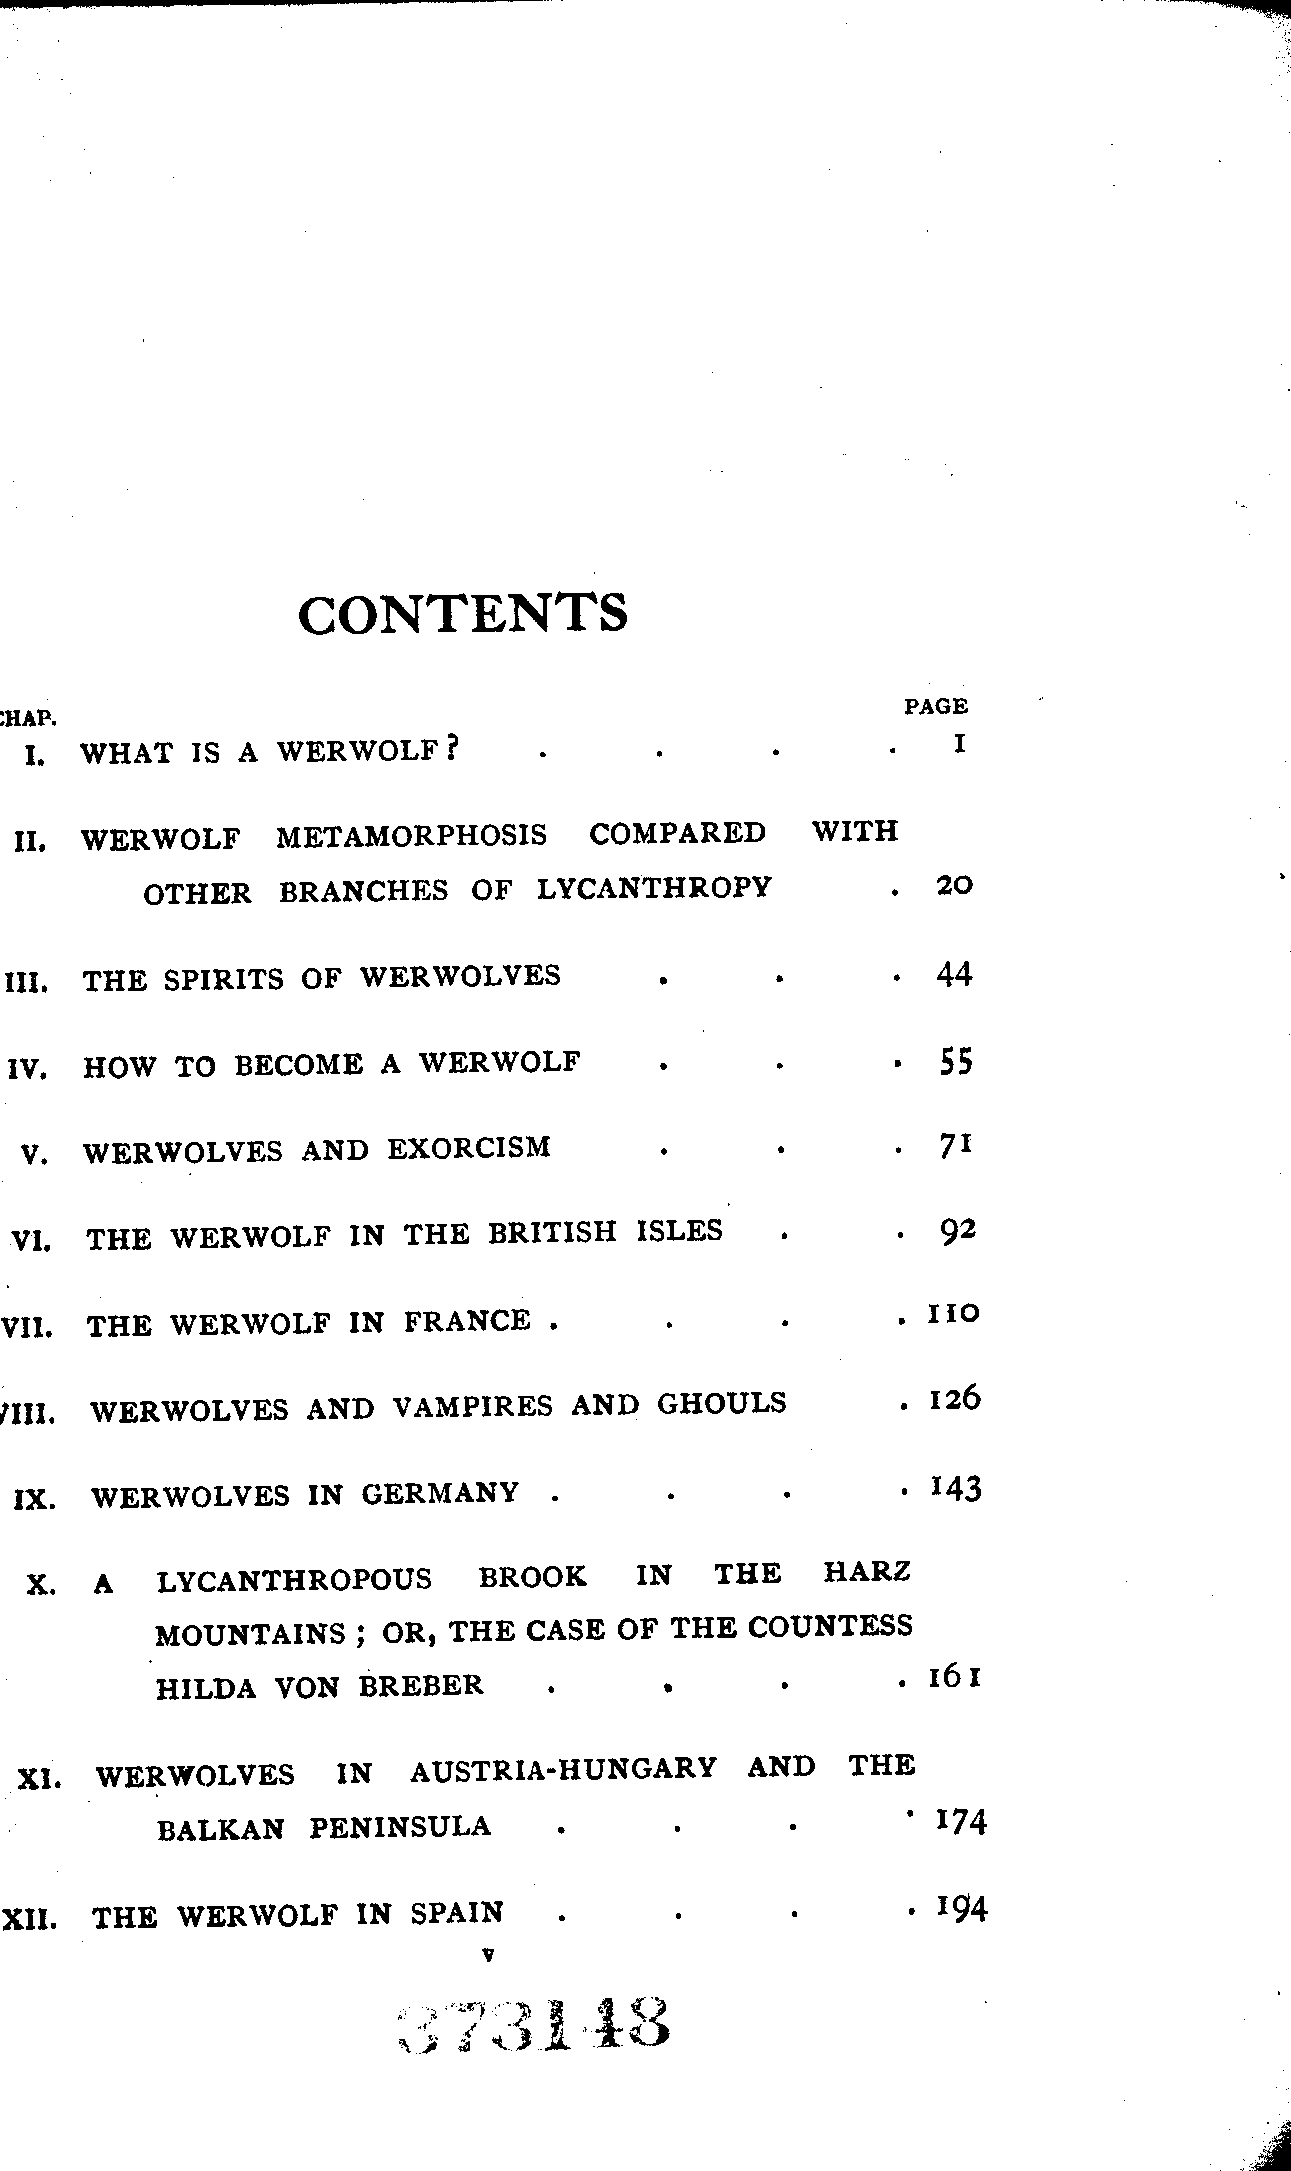 CONTENTS
CHAP. PAGE
I. WHAT IS A WERWOLF? . . . . 1
II. WERWOLF METAMORPHOSIS COMPARED WITH
OTHER BRANCHES OF LYCANTHROPY . 20
III. THE SPIRITS OF WERWOLVES . . . 44
IV. HOW TO BECOME A WERWOLF . . . 55
V. WERWOLVES AND EXORCISM . . . 71
VI. THE WERWOLF IN THE BRITISH ISLES . . 92
VII. THE WERWOLF IN FRANCE . . . . 110
VIII. WERWOLVES AND VAMPIRES AND GHOULS . 126
IX. WERWOLVES IN GERMANY . . . . 143
X. A LYCANTHROPOUS BROOK IN THE HARZ
MOUNTAINS ; OR, THE CASE OF THE COUNTESS
HILDA VON BREBER . . . . 161
XI. WERWOLVES IN AUSTRIA-HUNGARY AND THE
BALKAN PENINSULA . . . . 174
XII. THE WERWOLF IN SPAIN . . . . 194
v
373148